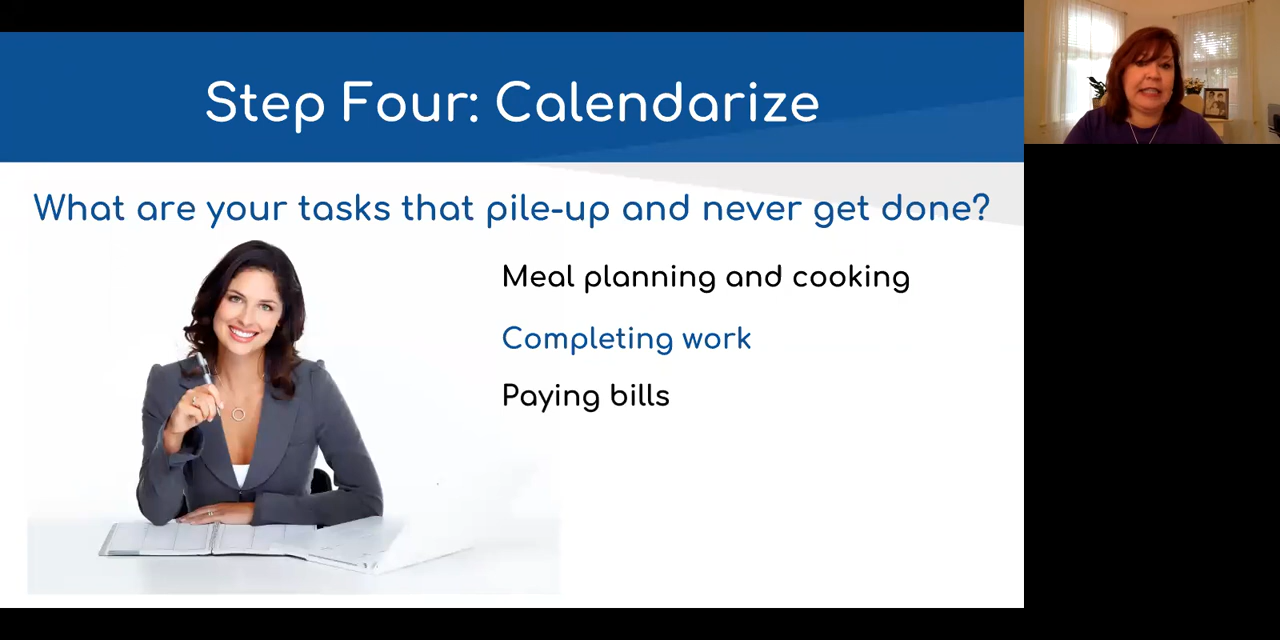 Step Four: Calendarize
What are your tasks that pile-up and never get done?
Meal planning and cooking
Completing work
Paying bills